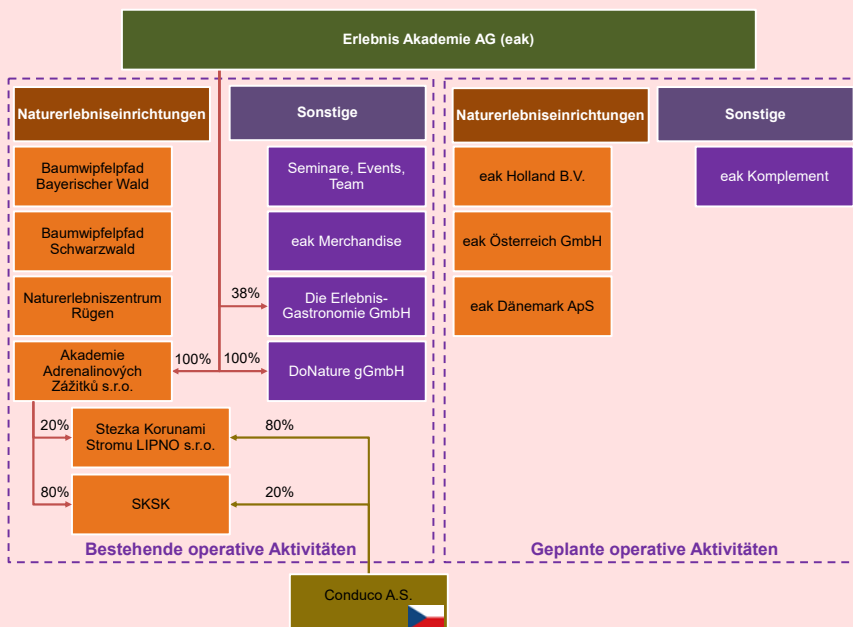 Erlebnis Akademie AG (eak)
Naturerlebniseinrichtungen
Sonstige
Baumwipfelpfad
Bayerischer Wald
Seminare, Events,
Team
Baumwipfelpfad
Schwarzwald
eak Merchandise
Naturerlebniszentrum
Rügen
38%
Die Erlebnis-
Gastronomie GmbH
Akademie
Adrenalinových
Zážitků s.r.o.
100%
100%
DoNature gGmbH
20%
Stezka Korunami
Stromu LIPNO s.r.o.
80%
80%
SKSK
20%
Bestehende operative Aktivitäten
Naturerlebniseinrichtungen
Sonstige
eak Holland B.V.
eak Komplement
eak Österreich GmbH
eak Dänemark ApS
Geplante operative Aktivitäten
Conduco A.S.